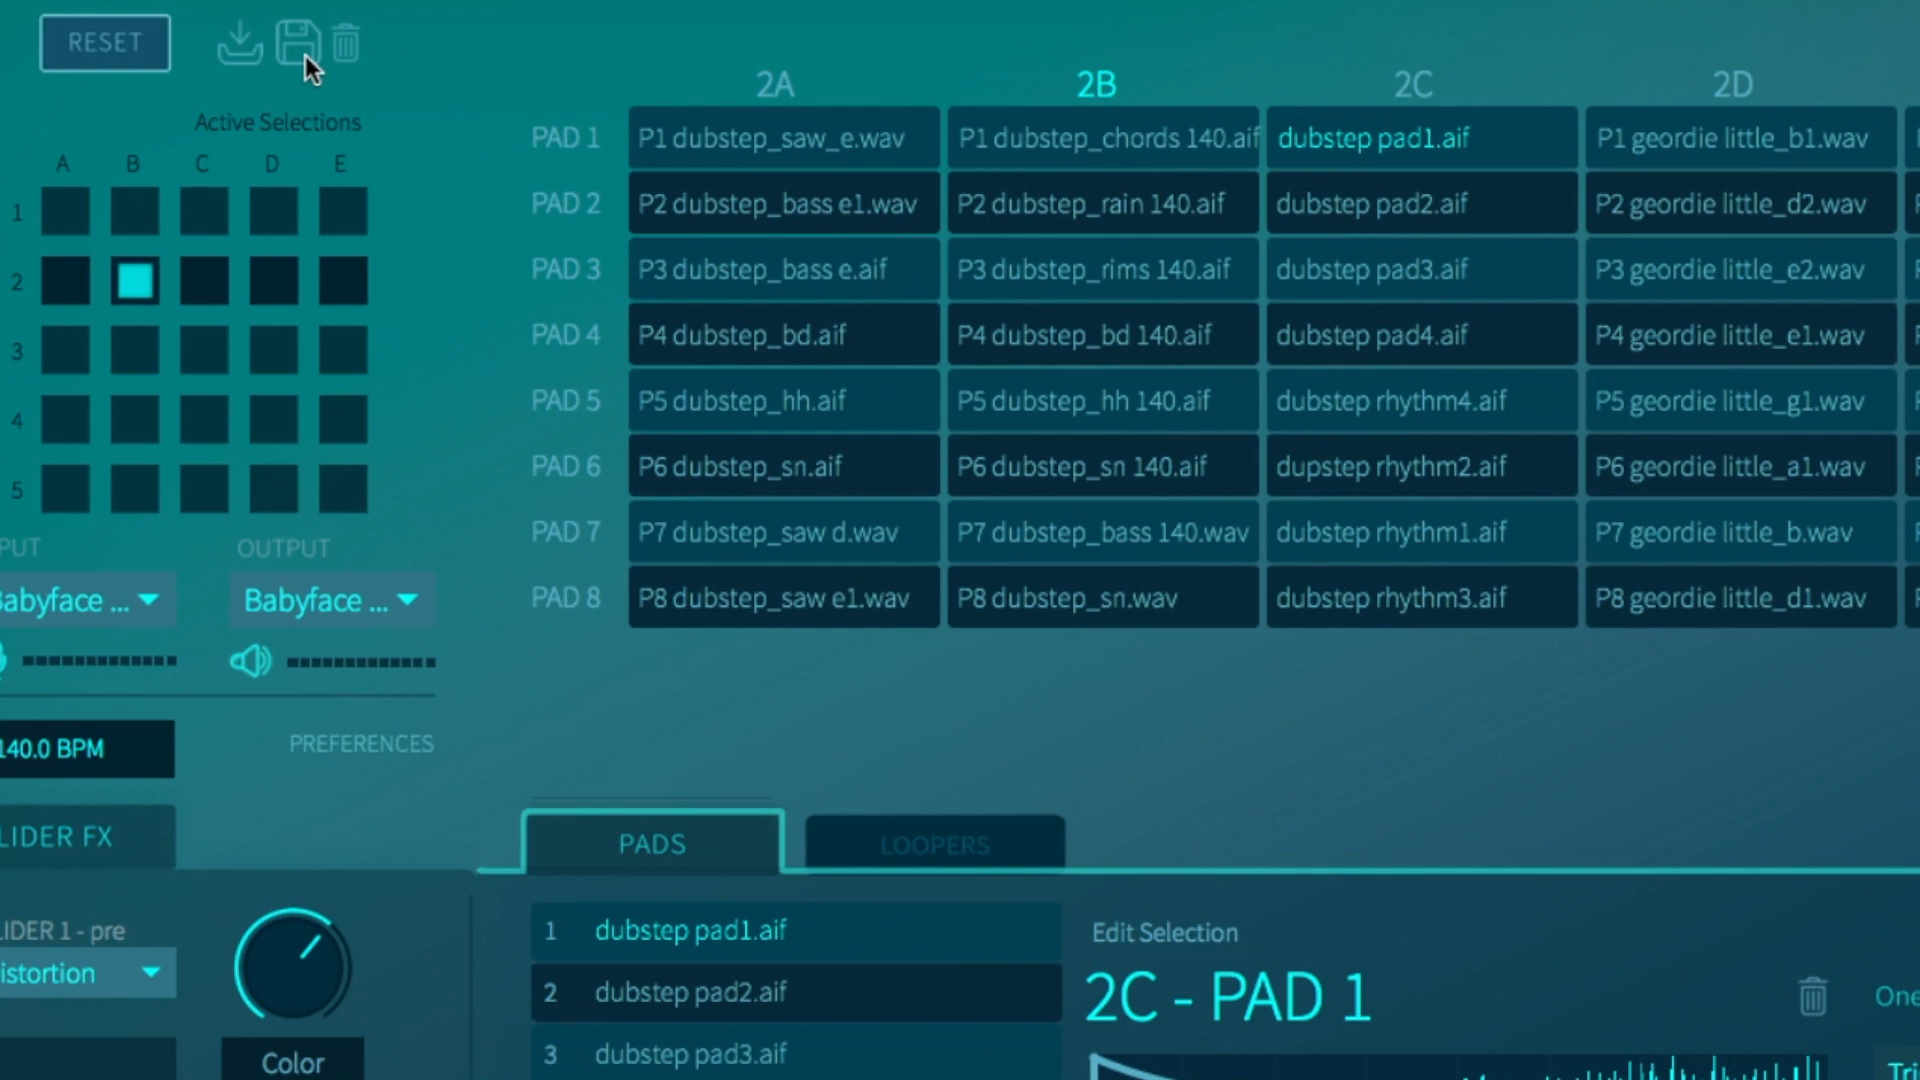 RESET
Active Selections
A B C D E
1
2
3
4
5
2A 2B 2C 2D
PAD 1 P1 dubstep_saw_e.wav P1 dubstep_chords 140.aif dubstep pad1.aif P1 geordie little_b1.wav
PAD 2 P2 dubstep_bass e1.wav P2 dubstep_rain 140.aif dubstep pad2.aif P2 geordie little_d2.wav
PAD 3 P3 dubstep_bass e.aif P3 dubstep_rims 140.aif dubstep pad3.aif P3 geordie little_e2.wav
PAD 4 P4 dubstep_bd.aif P4 dubstep_bd 140.aif dubstep pad4.aif P4 geordie little_e1.wav
PAD 5 P5 dubstep_hh.aif P5 dubstep_hh 140.aif dubstep rhythm4.aif P5 geordie little_g1.wav
PAD 6 P6 dubstep_sn.aif P6 dubstep_sn 140.aif dupstep rhythm2.aif P6 geordie little_a1.wav
PAD 7 P7 dubstep_saw d.wav P7 dubstep_bass 140.wav dubstep rhythm1.aif P7 geordie little_b.wav
PAD 8 P8 dubstep_saw e1.wav P8 dubstep_sn.wav dubstep rhythm3.aif P8 geordie little_d1.wav
PUT OUTPUT
Babyface ... Babyface ...
140.0 BPM PREFERENCES
LIDER FX
LIDER 1 - pre
istortion
Color
PADS LOOPERS
1 dubstep pad1.aif
2 dubstep pad2.aif
3 dubstep pad3.aif
Edit Selection
2C - PAD 1
One